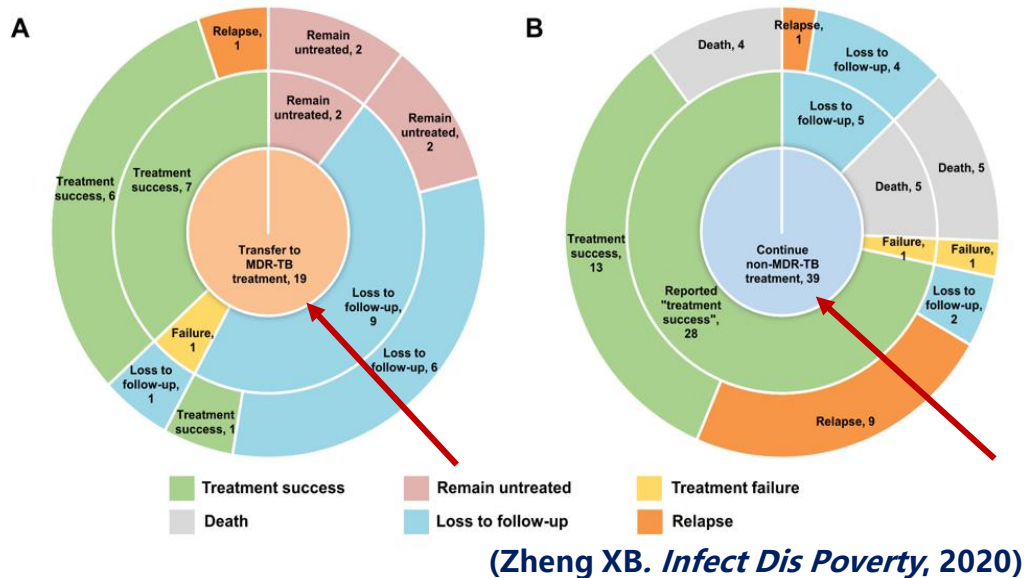 A
Relapse,
1
Remain
untreated, 2
Remain
untreated, 2
Remain
untreated,
2
Treatment
success, 6
Treatment
success, 7
Transfer to
MDR-TB
treatment, 19
Loss to
follow-up,
9
Loss to
follow-up, 6
Failure,
1
Loss to
follow-up,
1
Treatment
success, 1
B
Death, 4
Relapse,
1
Loss to
follow-up, 4
Loss to
follow-up, 5
Death, 5
Death, 5
Failure,
1
Failure,
1
Treatment
success,
13
Continue
non-MDR-TB
treatment, 39
Reported
"treatment
success",
28
Loss to
follow-up,
2
Relapse, 9
Treatment success
Remain untreated
Treatment failure
Death
Loss to follow-up
Relapse
(Zheng XB. Infect Dis Poverty, 2020)